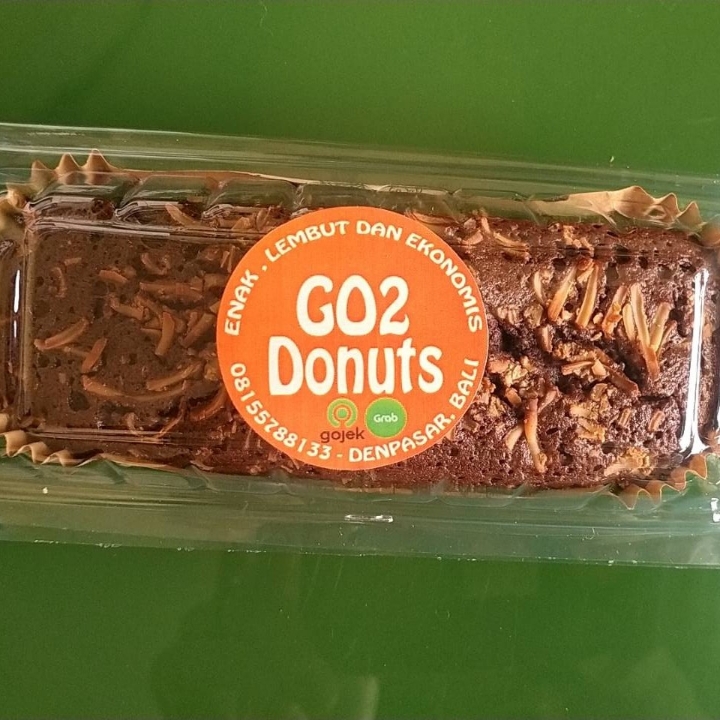 ENAK , LEMBUT DAN EKONOMIS
GO2
Donuts
gojek
Grab
08155788133 - DENPASAR, BALI